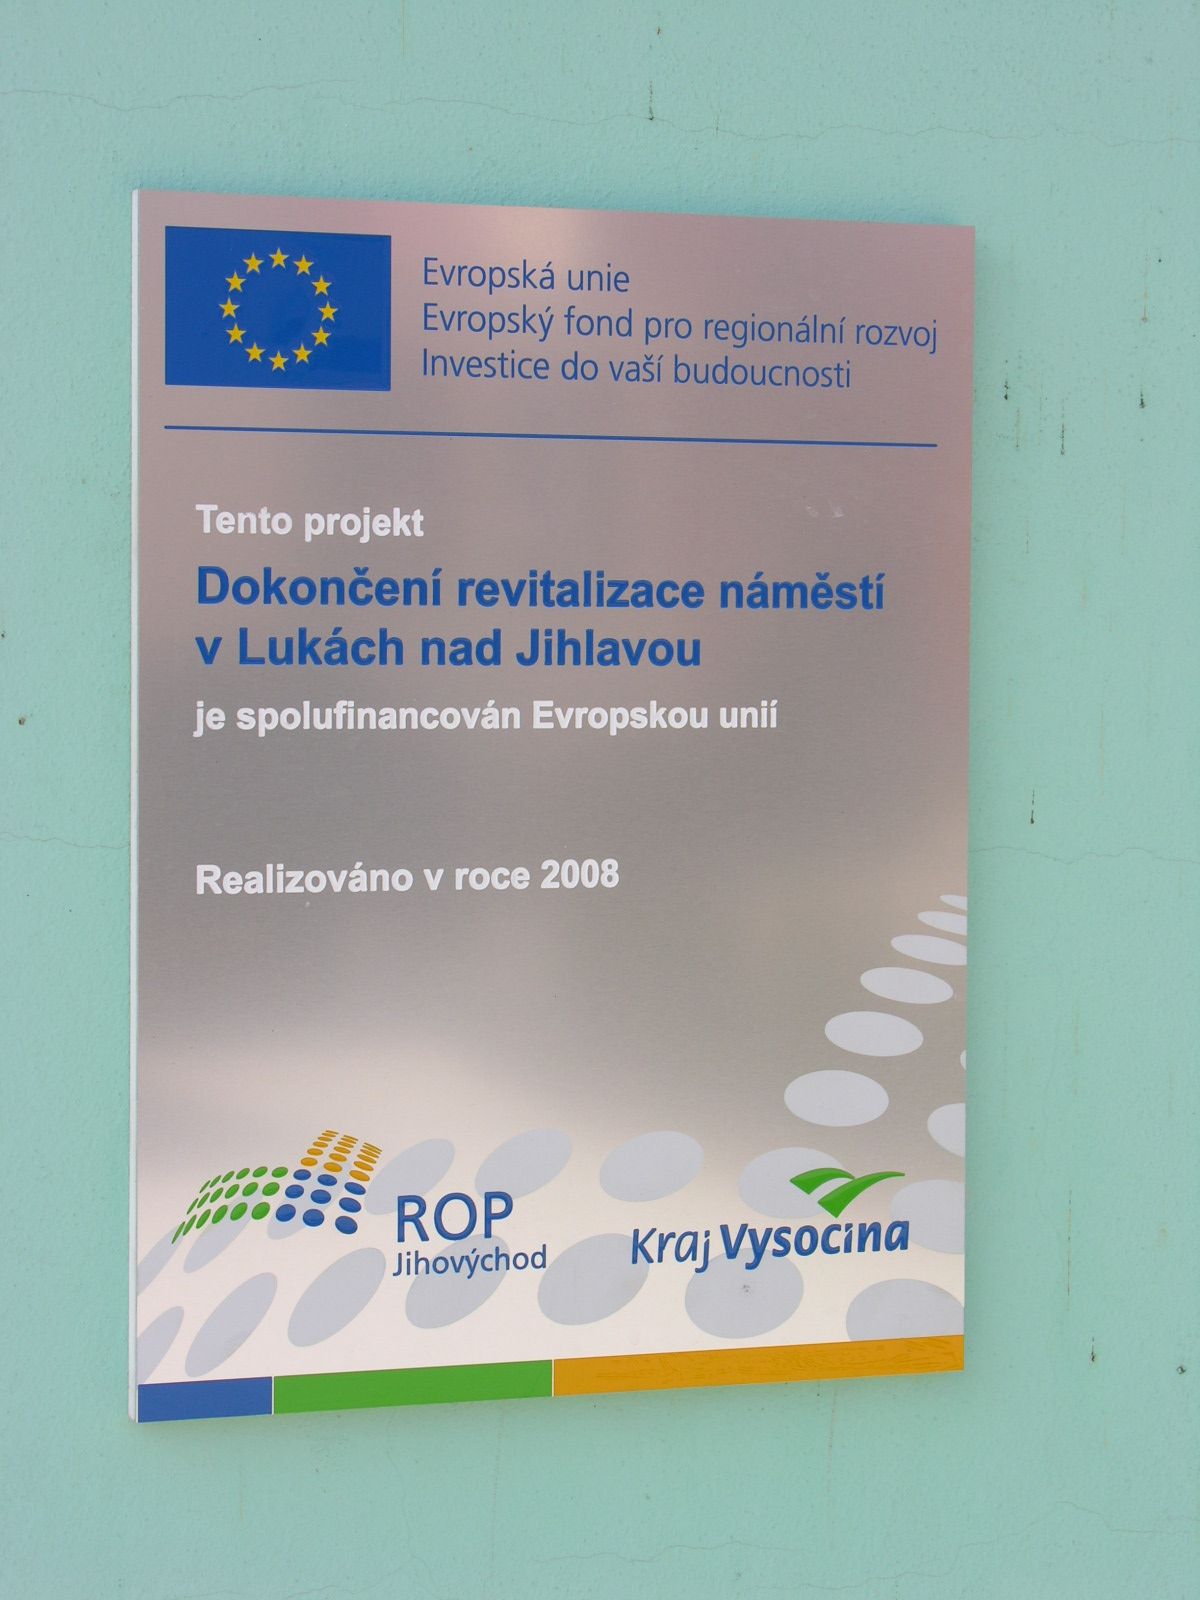 Evropská unie
Evropský fond pro regionální rozvoj
Investice do vaší budoucnosti
Tento projekt
Dokončení revitalizace náměstí
v Lukách nad Jihlavou
je spolufinancován Evropskou unií
Realizováno v roce 2008
ROP
Jihovýchod
Kraj Vysočina